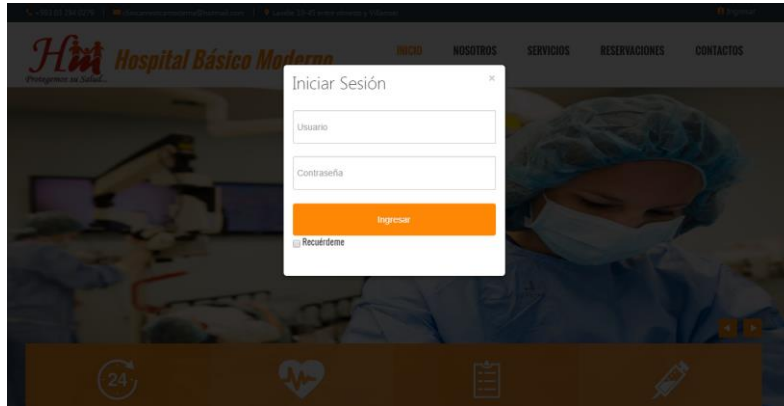 Ingresar
Hm
Protegemos su Salud...
Hospital Básico Moderno
INICIO
NOSOTROS
SERVICIOS
RESERVACIONES
CONTACTOS
Iniciar Sesión
×
Usuario
Contraseña
Ingresar
Recuérdeme
24